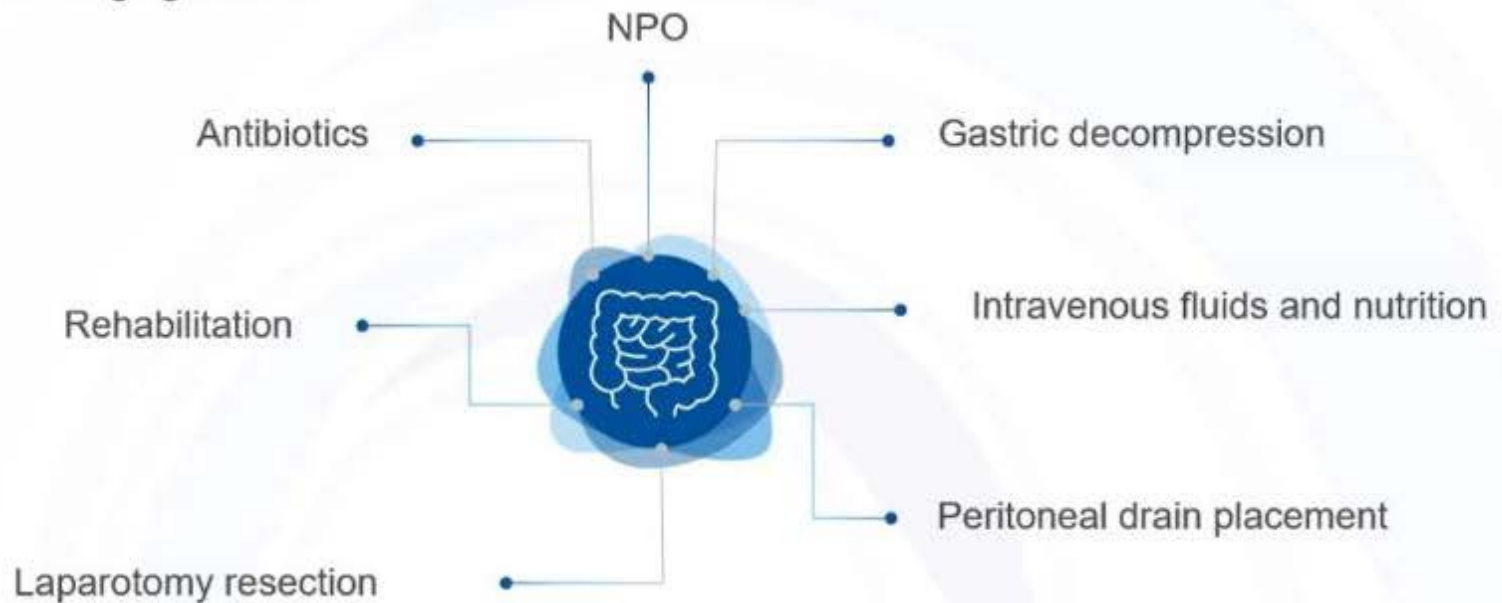 NPO
Antibiotics
Gastric decompression
Rehabilitation
Intravenous fluids and nutrition
Peritoneal drain placement
Laparotomy resection